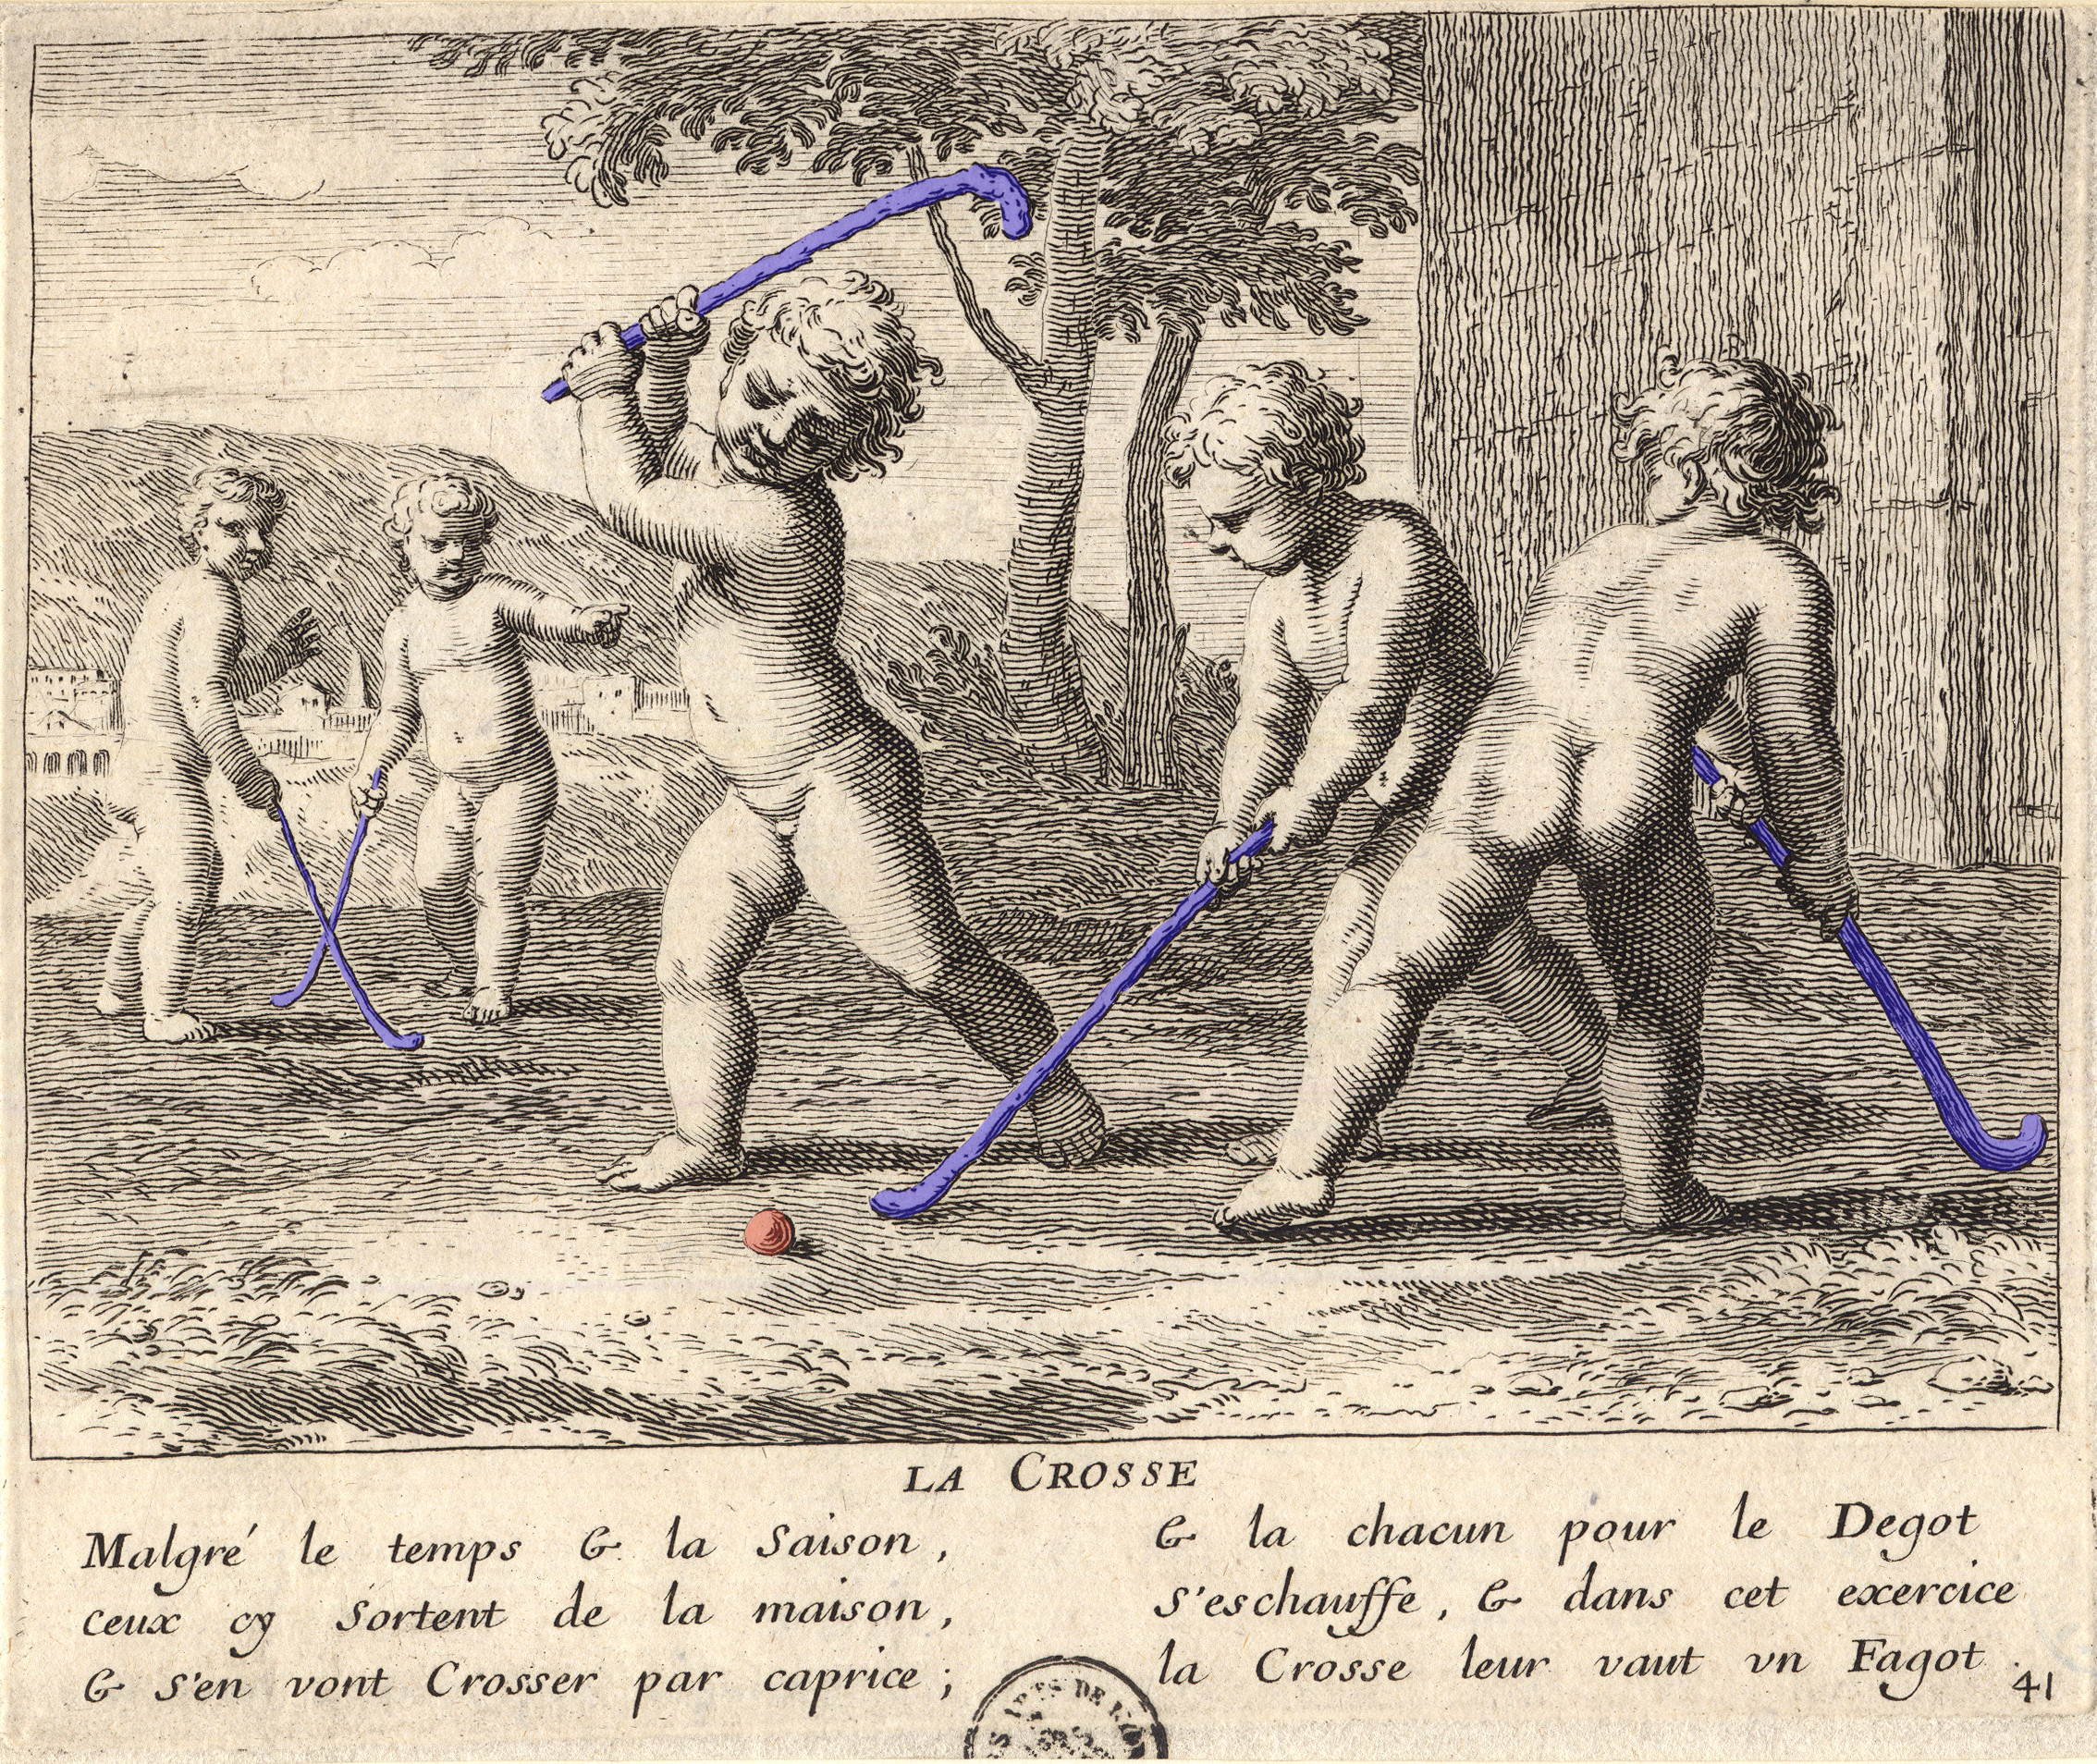 LA CROSSE
Malgré le temps & la Saison,
ceux cy Sortent de la maison,
& S'en vont Crosser par caprice ;
& la chacun pour le Degot
S'eschauffe, & dans cet exercice
la Crosse leur vaut vn Fagot.
41